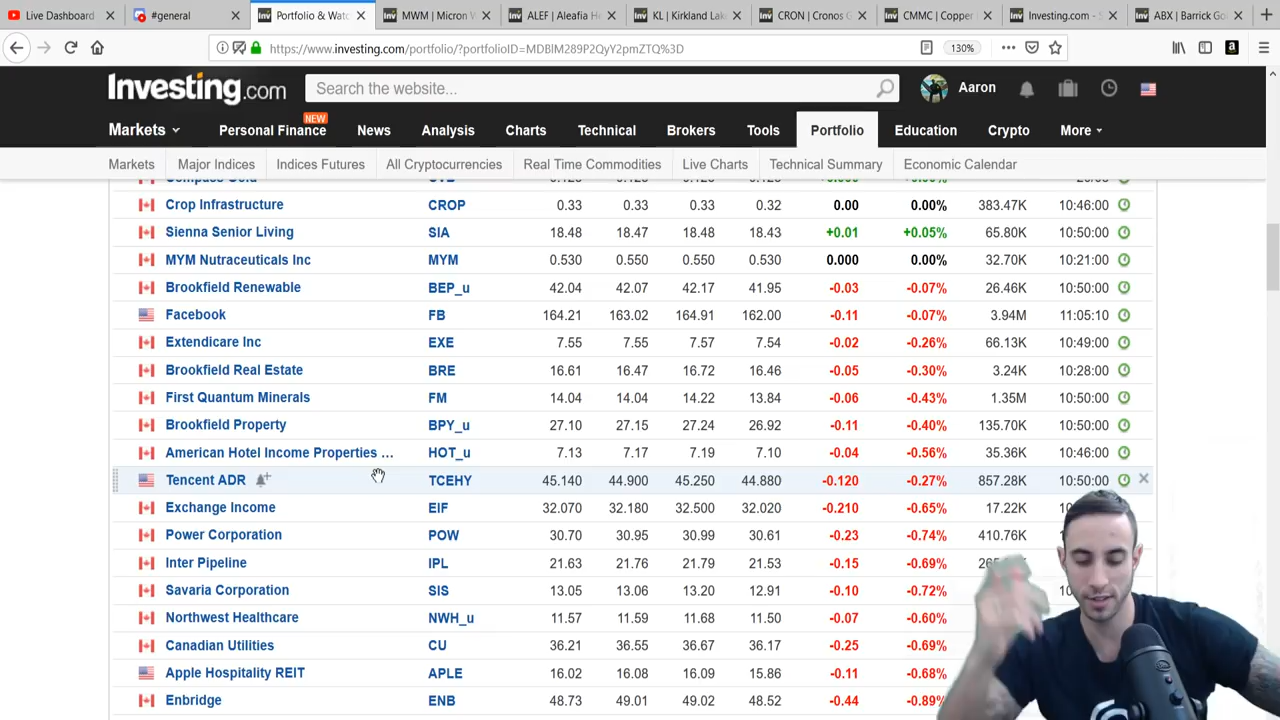 Live Dashboard
#general
Portfolio & Watc
MWM | Micron W
ALEF | Aleafia He
KL | Kirkland Lak
CRON | Cronos G
CMMC | Copper
Investing.com - S
ABX | Barrick Go
https://www.investing.com/portfolio/?portfolioID=MDBlM289P2QyY2pmZTQ%3D
130%
Investing.com
Search the website...
Aaron
NEW
Markets Personal Finance News Analysis Charts Technical Brokers Tools Portfolio Education Crypto More
Markets Major Indices Indices Futures All Cryptocurrencies Real Time Commodities Live Charts Technical Summary Economic Calendar
Crop Infrastructure CROP 0.33 0.33 0.33 0.32 0.00 0.00% 383.47K 10:46:00
Sienna Senior Living SIA 18.48 18.47 18.48 18.43 +0.01 +0.05% 65.80K 10:50:00
MYM Nutraceuticals Inc MYM 0.530 0.550 0.550 0.530 0.000 0.00% 32.70K 10:21:00
Brookfield Renewable BEP_u 42.04 42.07 42.17 41.95 -0.03 -0.07% 26.46K 10:50:00
Facebook FB 164.21 163.02 164.91 162.00 -0.11 -0.07% 3.94M 11:05:10
Extendicare Inc EXE 7.55 7.55 7.57 7.54 -0.02 -0.26% 66.13K 10:49:00
Brookfield Real Estate BRE 16.61 16.47 16.72 16.46 -0.05 -0.30% 3.24K 10:28:00
First Quantum Minerals FM 14.04 14.04 14.22 13.84 -0.06 -0.43% 1.35M 10:50:00
Brookfield Property BPY_u 27.10 27.15 27.24 26.92 -0.11 -0.40% 135.70K 10:50:00
American Hotel Income Properties ... HOT_u 7.13 7.17 7.19 7.10 -0.04 -0.56% 35.36K 10:46:00
Tencent ADR TCEHY 45.140 44.900 45.250 44.880 -0.120 -0.27% 857.28K 10:50:00
Exchange Income EIF 32.070 32.180 32.500 32.020 -0.210 -0.65% 17.22K
Power Corporation POW 30.70 30.95 30.99 30.61 -0.23 -0.74% 410.76K
Inter Pipeline IPL 21.63 21.76 21.79 21.53 -0.15 -0.69%
Savaria Corporation SIS 13.05 13.06 13.20 12.91 -0.10 -0.72%
Northwest Healthcare NWH_u 11.57 11.59 11.68 11.50 -0.07 -0.60%
Canadian Utilities CU 36.21 36.55 36.67 36.17 -0.25 -0.69%
Apple Hospitality REIT APLE 16.02 16.08 16.09 15.86 -0.11 -0.68%
Enbridge ENB 48.73 49.01 49.02 48.52 -0.44 -0.89%